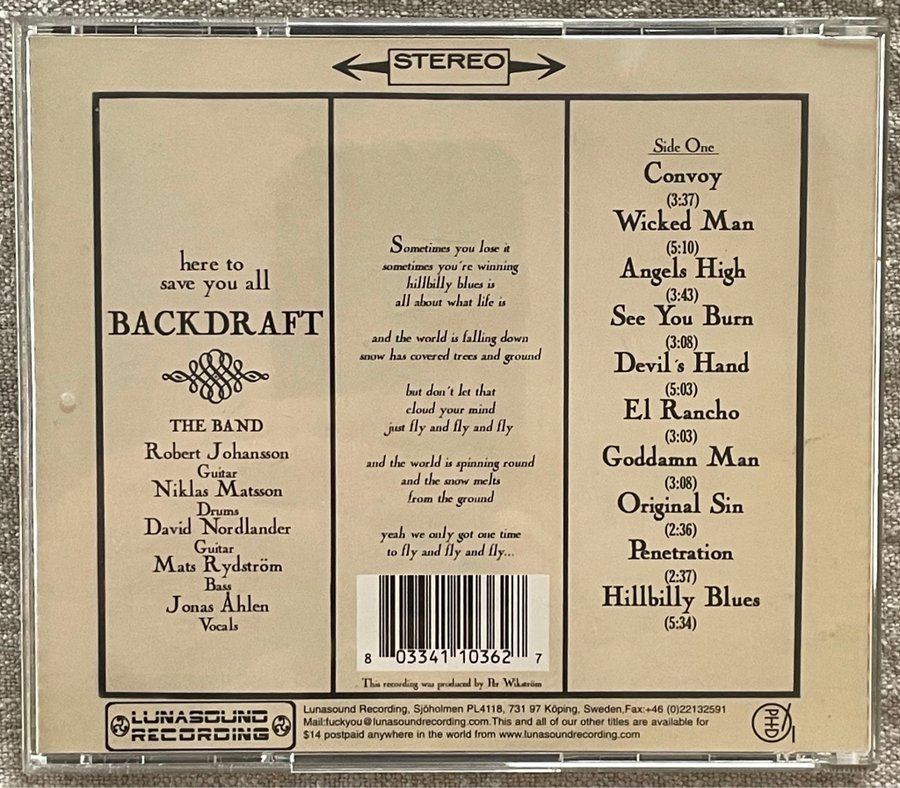 STEREO
here to
save you all
BACKDRAFT
THE BAND
Robert Johansson
Guitar
Niklas Matsson
Drums
David Nordlander
Guitar
Mats Rydström
Bass
Jonas Åhlen
Vocals
Sometimes you lose it
sometimes you're winning
hillbilly blues is
all about what life is
and the world is falling down
snow has covered trees and ground
but don't let that
cloud your mind
just fly and fly and fly
and the world is spinning round
and the snow melts
from the ground
yeah we only got one time
to fly and fly and fly...
8 03341 10362 7
This recording was produced by Per Wikström
Side One
Convoy
(3:37)
Wicked Man
(5:10)
Angels High
(3:43)
See You Burn
(3:08)
Devil's Hand
(5:03)
El Rancho
(3:03)
Goddamn Man
(3:08)
Original Sin
(2:36)
Penetration
(2:37)
Hillbilly Blues
(5:34)
LUNASOUND
RECORDING
Lunasound Recording, Sjöholmen PL4118, 731 97 Köping, Sweden,Fax:+46 (0)22132591
Mail:fuckyou@lunasoundrecording.com.This and all of our other titles are available for
$14 postpaid anywhere in the world from www.lunasoundrecording.com
PHD